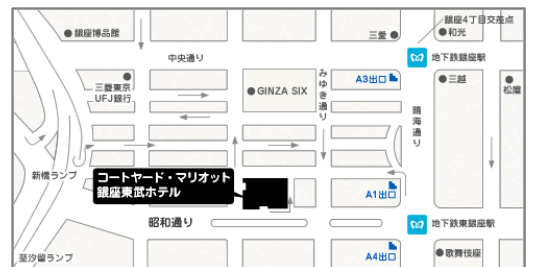 銀座4丁目交差点
銀座博品館
三愛
和光
中央通り
地下鉄銀座駅
三菱東京
UFJ銀行
GINZA SIX
みゆき通り
A3出口
三越
松屋
晴海通り
新橋ランプ
コートヤード・マリオット
銀座東武ホテル
A1出口
昭和通り
地下鉄東銀座駅
至汐留ランプ
A4出口
歌舞伎座